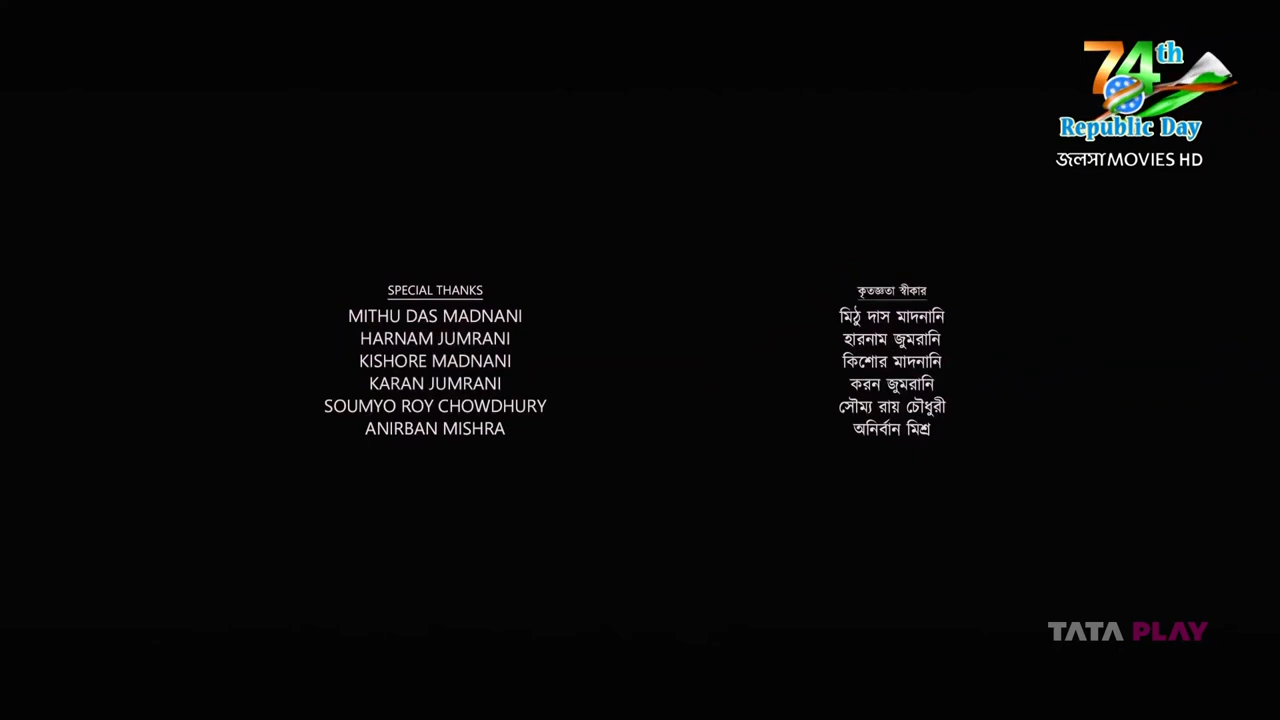 74th
Republic Day
জলসা MOVIES HD
SPECIAL THANKS
MITHU DAS MADNANI
HARNAM JUMRANI
KISHORE MADNANI
KARAN JUMRANI
SOUMYO ROY CHOWDHURY
ANIRBAN MISHRA
কৃতজ্ঞতা স্বীকার
মিঠু দাস মাদনানি
হারনাম জুমরানি
কিশোর মাদনানি
করন জুমরানি
সৌম্য রায় চৌধুরী
অনির্বান মিশ্র
TATA PLAY